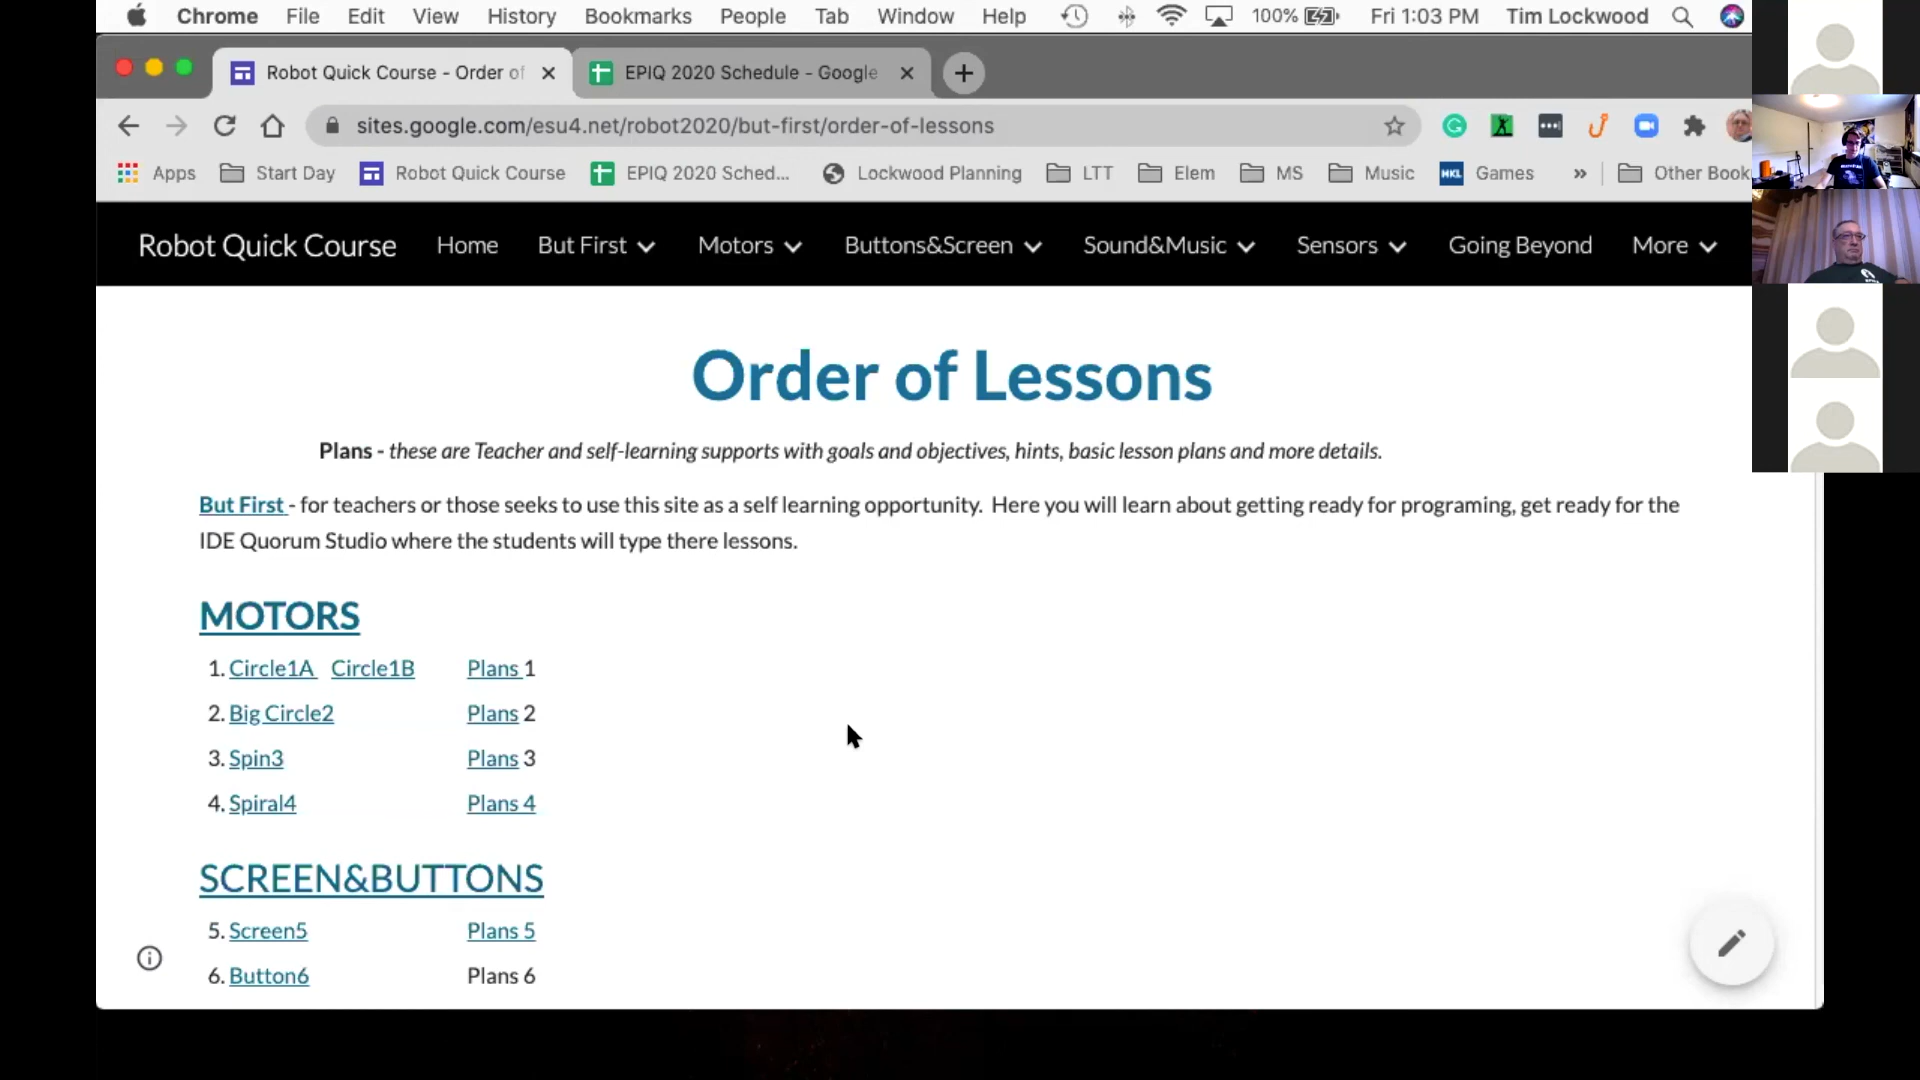 Chrome File Edit View History Bookmarks People Tab Window Help 100% Fri 1:03 PM Tim Lockwood
Robot Quick Course - Order of EPIQ 2020 Schedule - Google
sites.google.com/esu4.net/robot2020/but-first/order-of-lessons
Apps Start Day Robot Quick Course EPIQ 2020 Sched... Lockwood Planning LTT Elem MS Music HKL Games » Other Book
Robot Quick Course Home But First Motors Buttons&Screen Sound&Music Sensors Going Beyond More
Order of Lessons
Plans - these are Teacher and self-learning supports with goals and objectives, hints, basic lesson plans and more details.
But First - for teachers or those seeks to use this site as a self learning opportunity. Here you will learn about getting ready for programing, get ready for the
IDE Quorum Studio where the students will type there lessons.
MOTORS
1. Circle1A Circle1B Plans 1
2. Big Circle2 Plans 2
3. Spin3 Plans 3
4. Spiral4 Plans 4
SCREEN&BUTTONS
5. Screen5 Plans 5
6. Button6 Plans 6